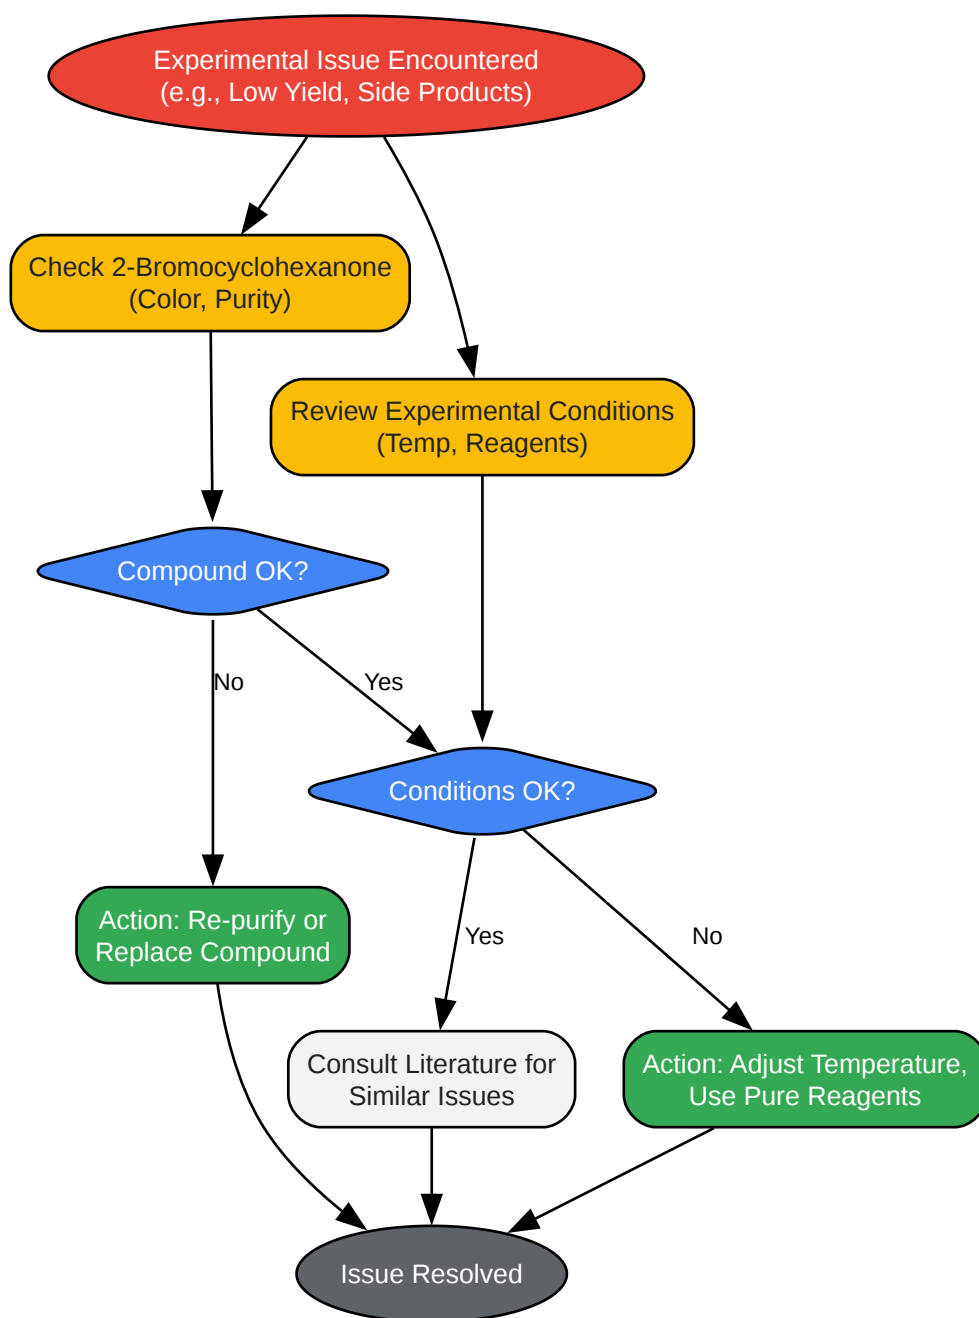 Experimental Issue Encountered
(e.g., Low Yield, Side Products)
Check 2-Bromocyclohexanone
(Color, Purity)
Review Experimental Conditions
(Temp, Reagents)
Compound OK?
No
Yes
Conditions OK?
Action: Re-purify or
Replace Compound
Yes
No
Consult Literature for
Similar Issues
Action: Adjust Temperature,
Use Pure Reagents
Issue Resolved